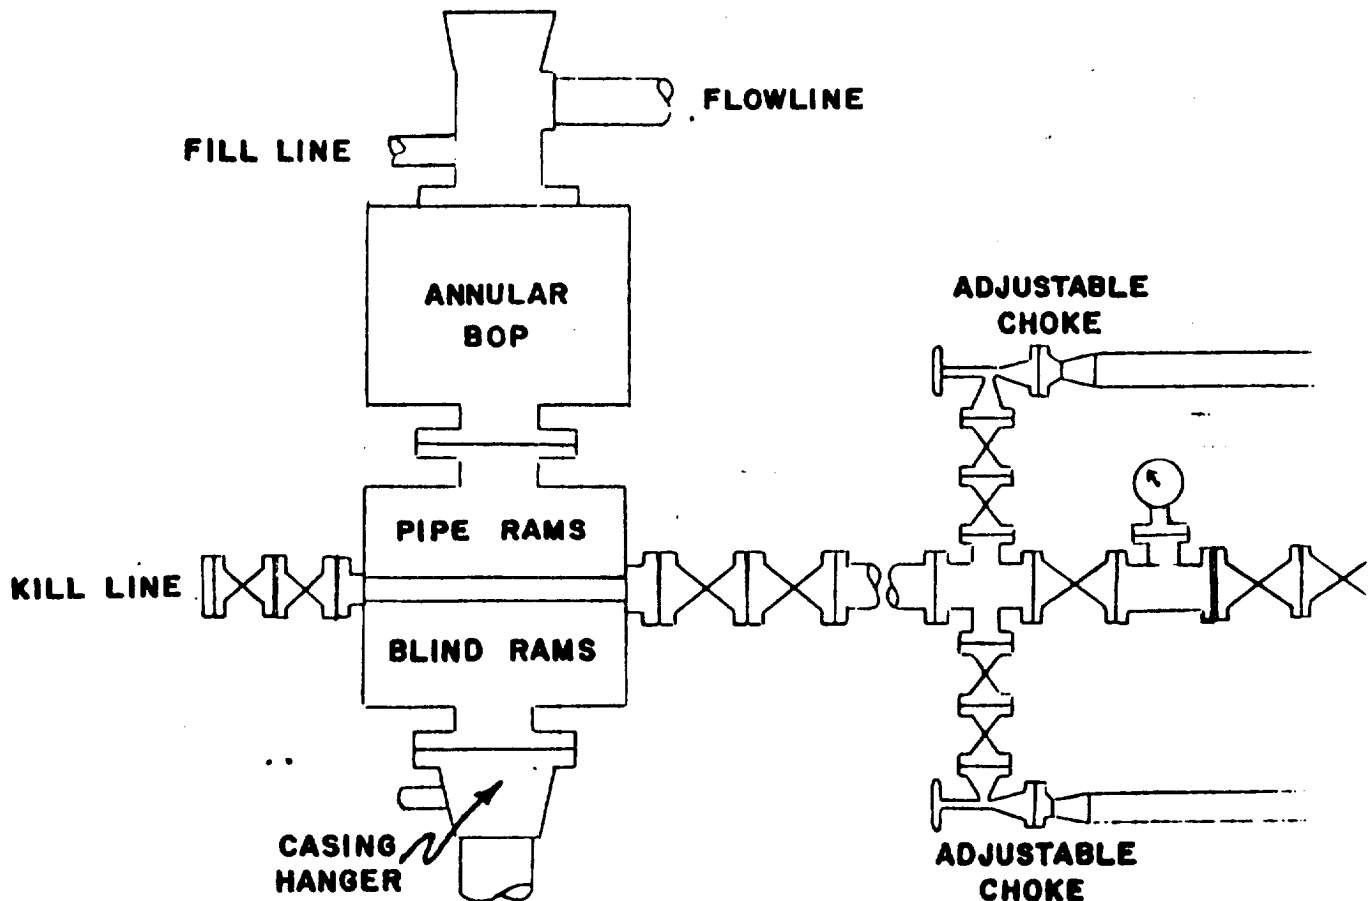 FLOWLINE
FILL LINE
ANNULAR
BOP
ADJUSTABLE
CHOKE
PIPE RAMS
KILL LINE
BLIND RAMS
CASING
HANGER
ADJUSTABLE
CHOKE